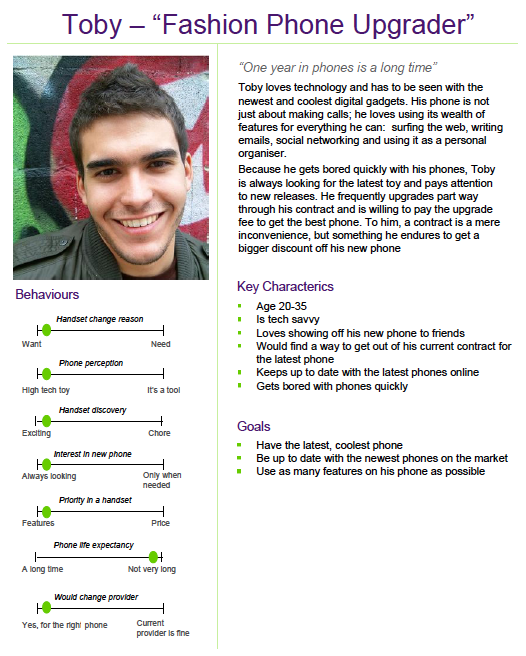 Toby – “Fashion Phone Upgrader”
“One year in phones is a long time”
Toby loves technology and has to be seen with the
newest and coolest digital gadgets. His phone is not
just about making calls; he loves using its wealth of
features for everything he can:  surfing the web, writing
emails, social networking and using it as a personal
organiser.
Because he gets bored quickly with his phones, Toby
is always looking for the latest toy and pays attention
to new releases. He frequently upgrades part way
through his contract and is willing to pay the upgrade
fee to get the best phone. To him, a contract is a mere
inconvenience, but something he endures to get a
bigger discount off his new phone
Behaviours
Handset change reason
Want Need
Phone perception
High tech toy It's a tool
Handset discovery
Exciting Chore
Interest in new phone
Always looking Only when
needed
Priority in a handset
Features Price
Phone life expectancy
A long time Not very long
Would change provider
Yes, for the right phone Current
provider is fine
Key Characterics
Age 20-35
Is tech savvy
Loves showing off his new phone to friends
Would find a way to get out of his current contract for
the latest phone
Keeps up to date with the latest phones online
Gets bored with phones quickly
Goals
Have the latest, coolest phone
Be up to date with the newest phones on the market
Use as many features on his phone as possible